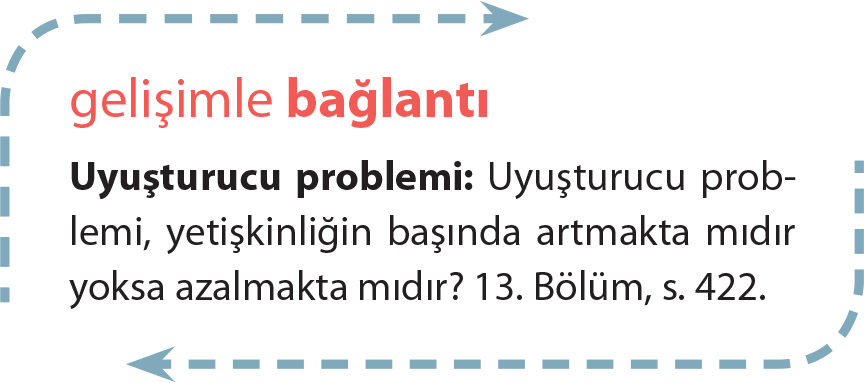 gelişimle bağlantı
Uyuşturucu problemi: Uyuşturucu prob-
lemi, yetişkinliğin başında artmakta mıdır
yoksa azalmakta mıdır? 13. Bölüm, s. 422.